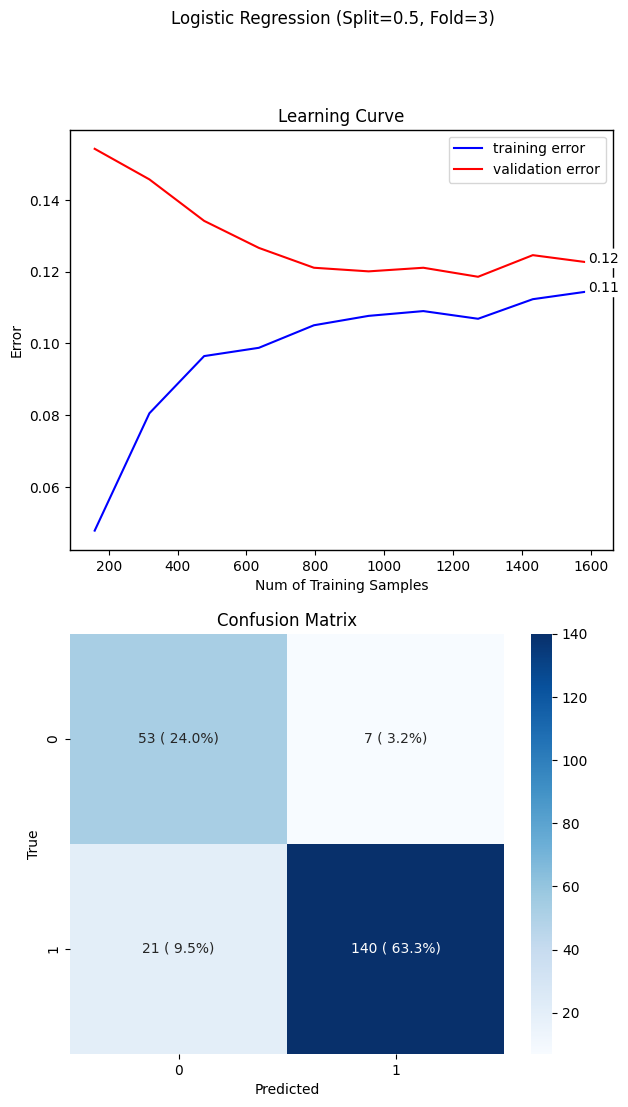 Logistic Regression (Split=0.5, Fold=3)
Learning Curve
training error
validation error
0.14
0.12
0.10
0.08
0.06
Error
0.12
0.11
200 400 600 800 1000 1200 1400 1600
Num of Training Samples
Confusion Matrix
53 ( 24.0%) 7 ( 3.2%)
21 ( 9.5%) 140 ( 63.3%)
0
1
True
0 1
Predicted
140
120
100
80
60
40
20